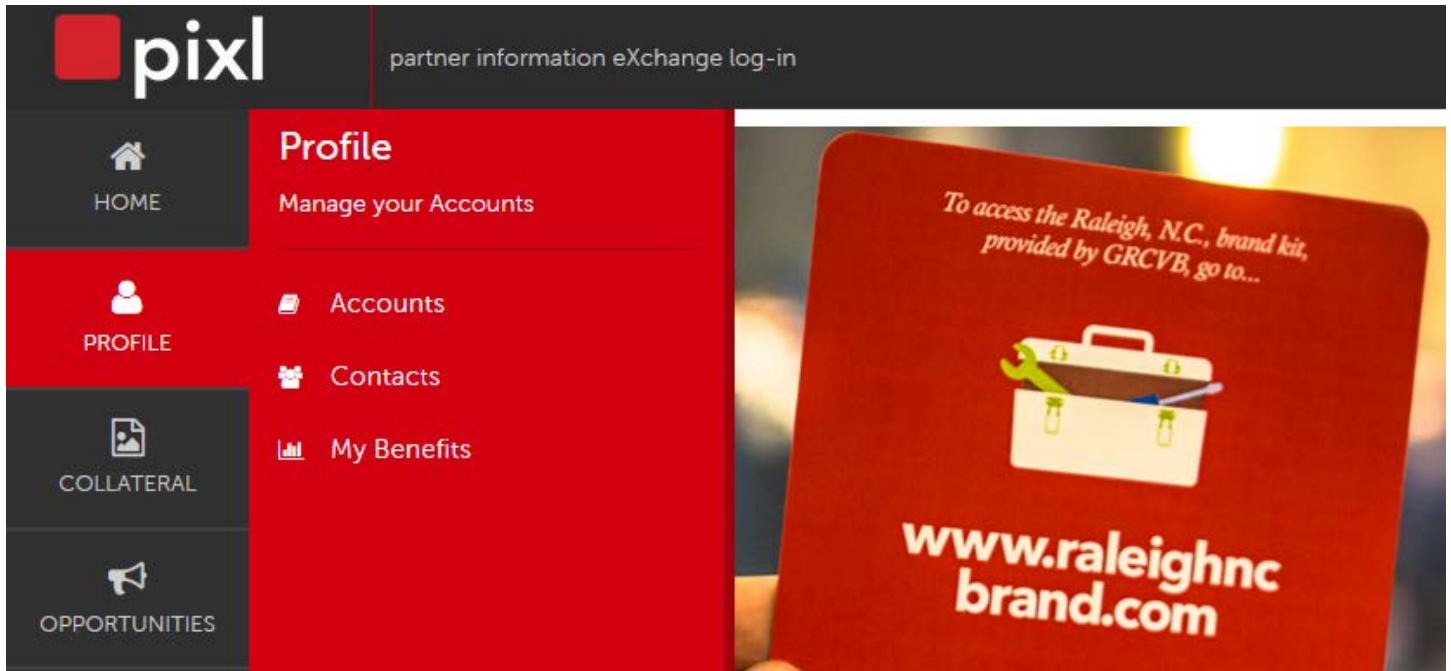 pixl
partner information eXchange log-in
HOME
PROFILE
COLLATERAL
OPPORTUNITIES
Profile
Manage your Accounts
Accounts
Contacts
My Benefits
To access the Raleigh, N.C., brand kit,
provided by GRCVB, go to...
www.raleighnc
brand.com